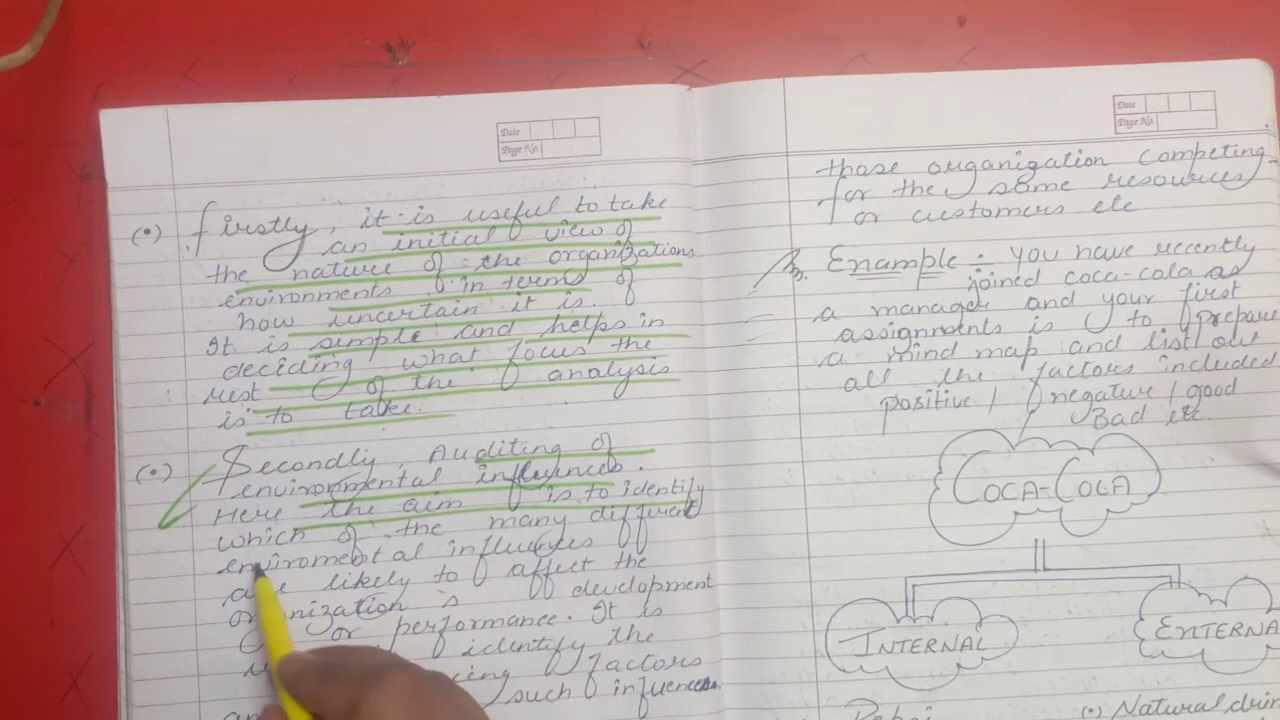 Date
Page No.
(•) firstly, it is useful to take
an initial view of
the nature of the organizations
environments in terms of
how uncertain it is.
It is simple and helps in
deciding what focus the
rest of the analysis
is to take.
(•) Secondly, Auditing of
environmental influences.
Here the aim is to identify
which of the many different
enviromental influences
are likely to affect the
organization's development
or performance. It is
identify the
factors
such influences.
Date
Page No.
those organization competing
for the same resources
or customers etc
Example :- You have recently
joined coca-cola as
a manager and your first
assignments is to prepare
a mind map and list out
all the factors included
positive / negative / good
Bad etc.
COCA-COLA
INTERNAL
EXTERNA
(•) Natural